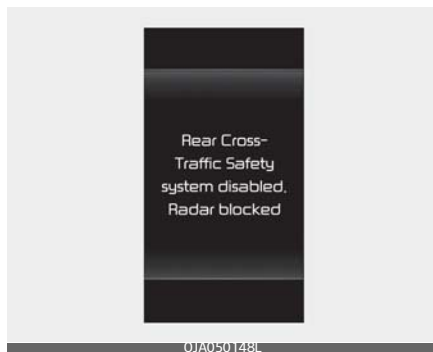 Rear Cross-
Traffic Safety
system disabled.
Radar blocked
OJA050148L